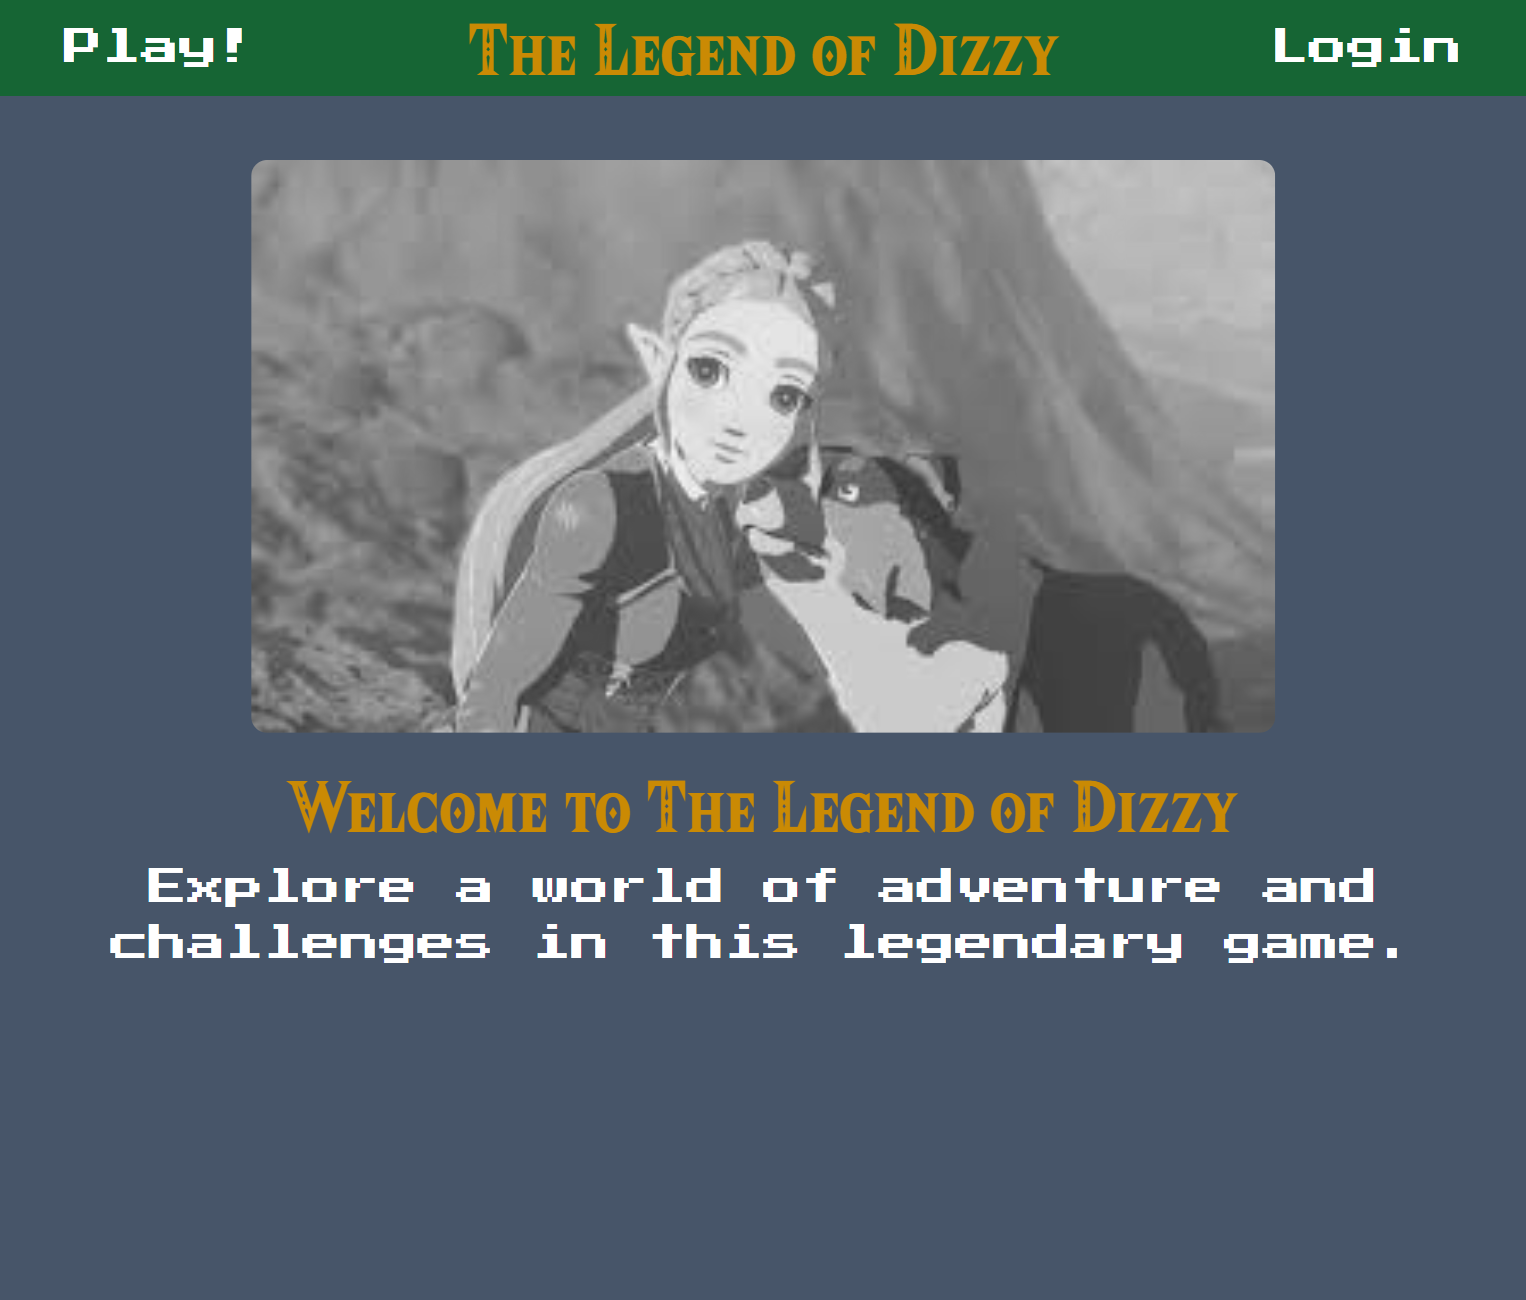 Play!
The Legend of Dizzy
Login
Welcome to The Legend of Dizzy
Explore a world of adventure and
challenges in this legendary game.